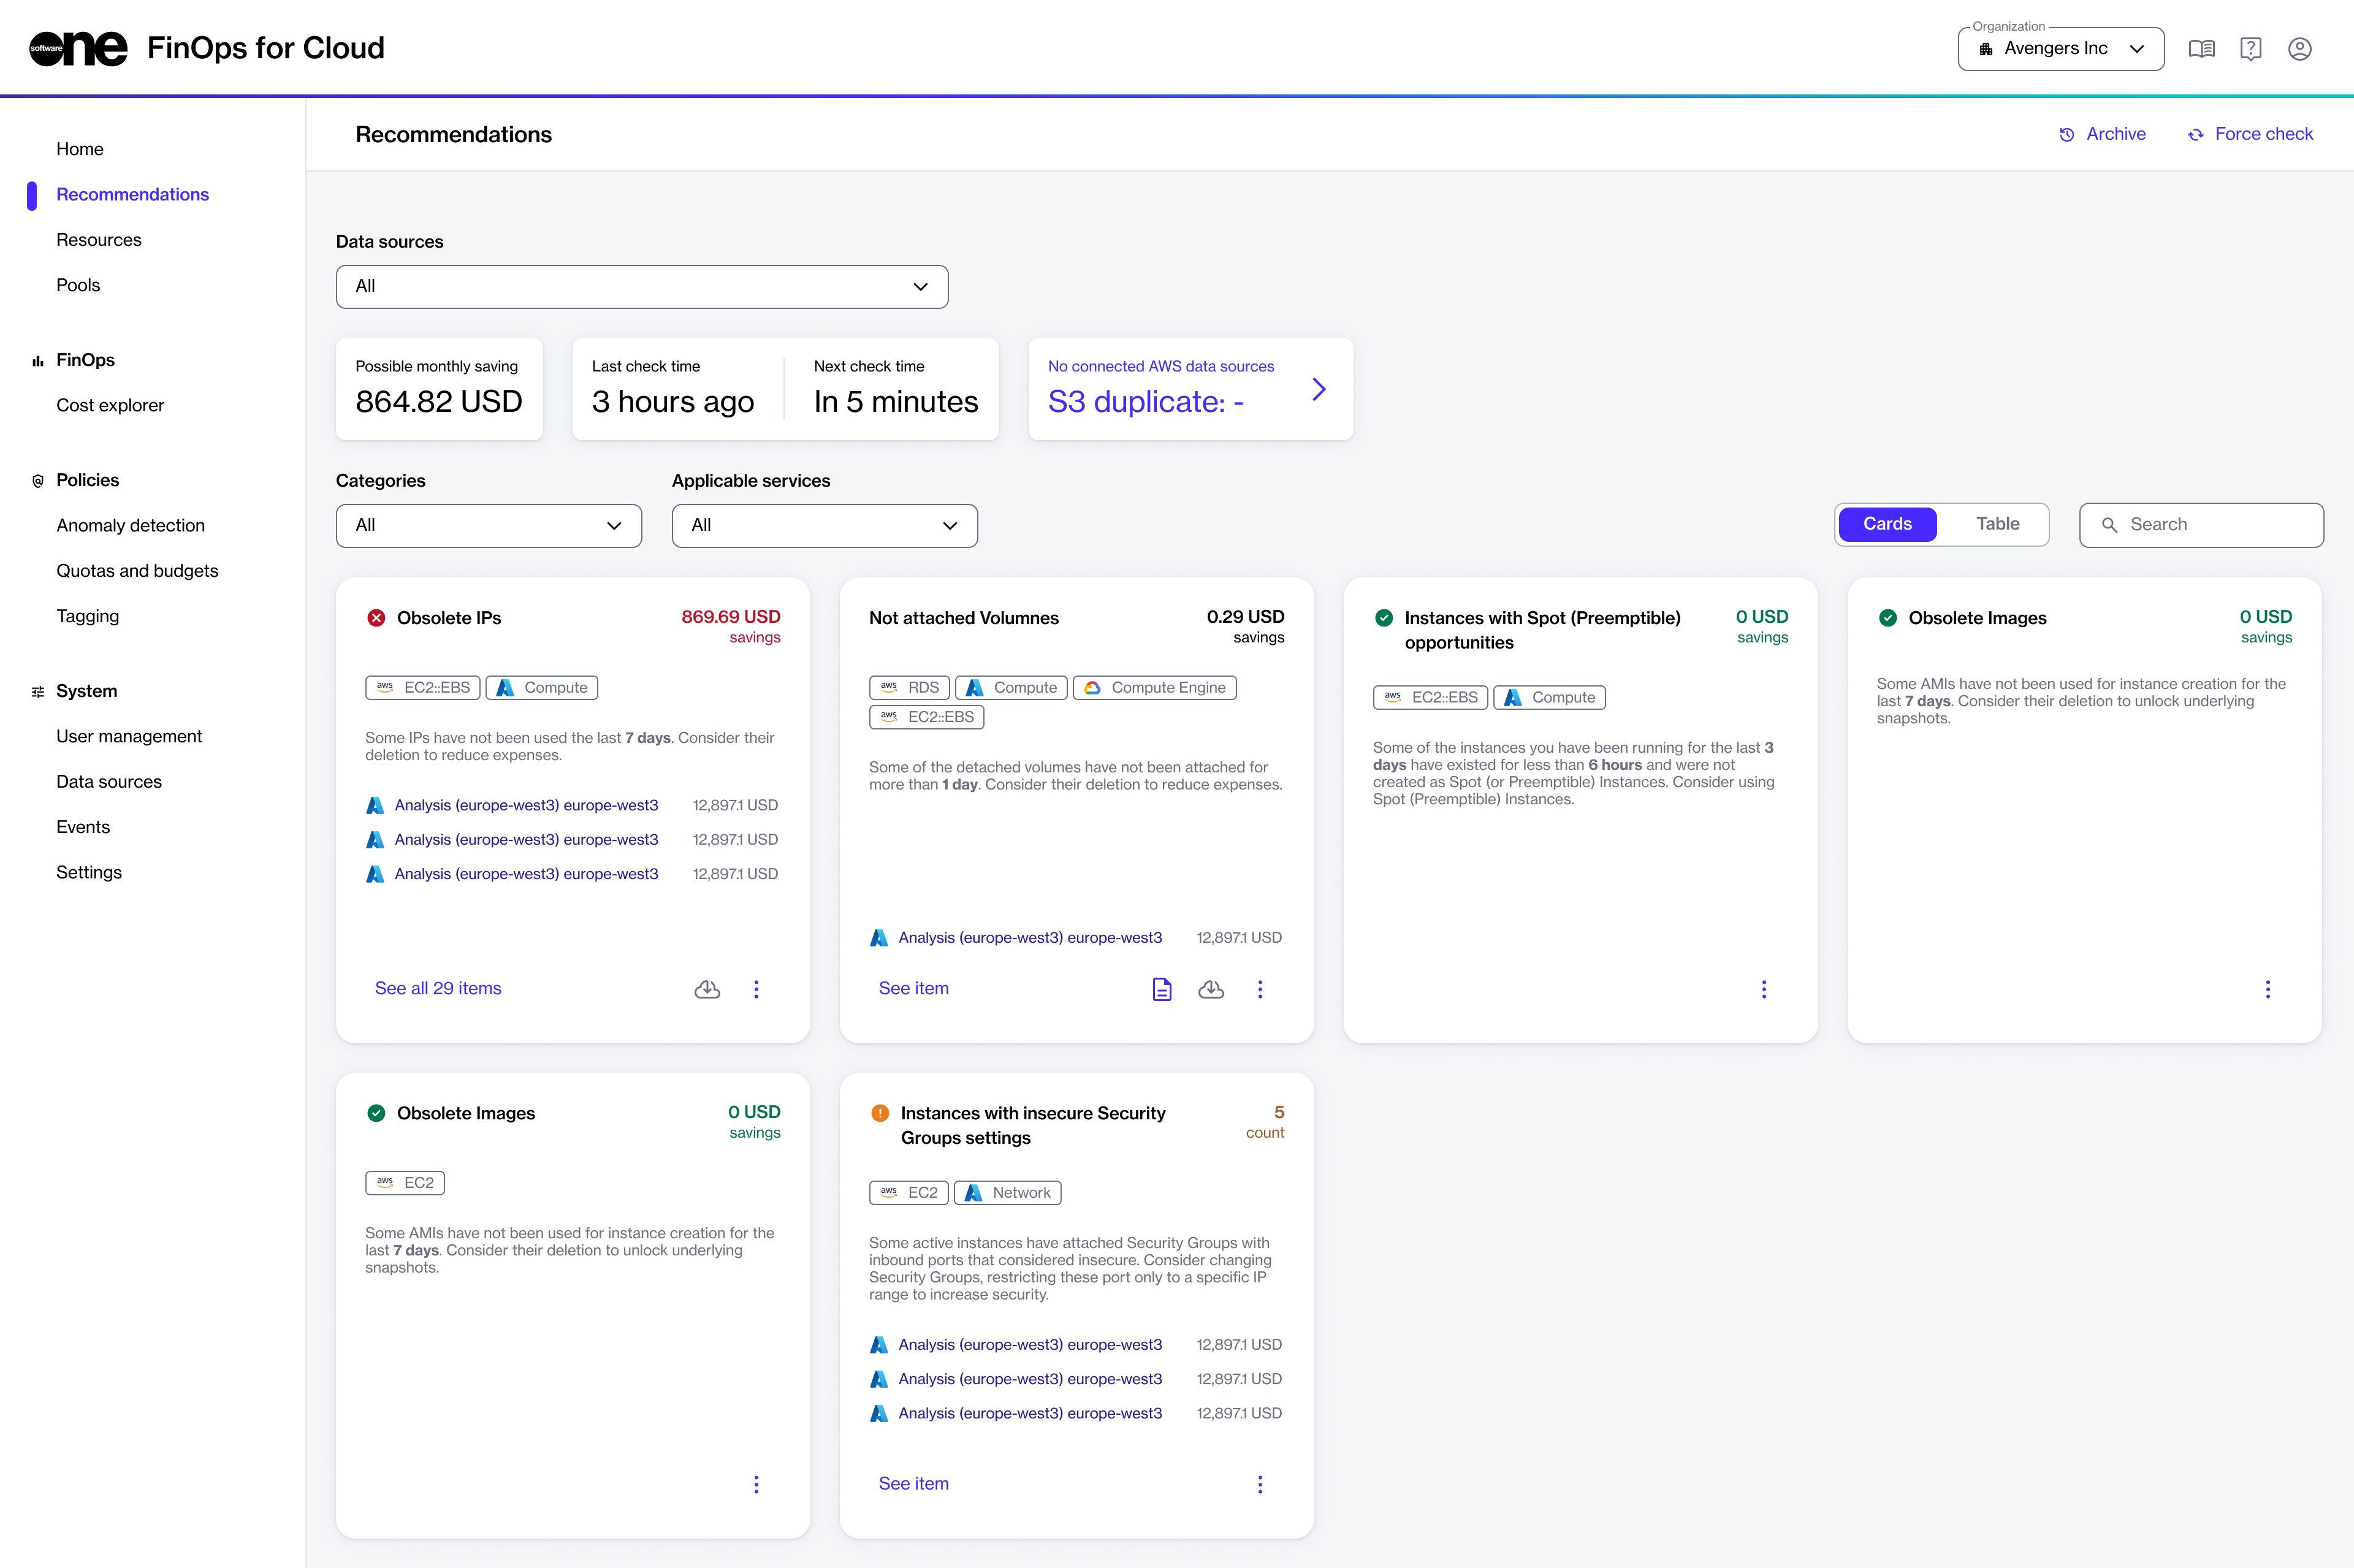 software one FinOps for Cloud
Organization
Avengers Inc
Home
Recommendations
Resources
Pools
FinOps
Cost explorer
Policies
Anomaly detection
Quotas and budgets
Tagging
System
User management
Data sources
Events
Settings
Recommendations
Archive
Force check
Data sources
All
Possible monthly saving
864.82 USD
Last check time
3 hours ago
Next check time
In 5 minutes
No connected AWS data sources
S3 duplicate: -
Categories
All
Applicable services
All
Cards
Table
Search
Obsolete IPs
869.69 USD
savings
aws EC2::EBS
Compute
Some IPs have not been used the last 7 days. Consider their
deletion to reduce expenses.
Analysis (europe-west3) europe-west3 12,897.1 USD
Analysis (europe-west3) europe-west3 12,897.1 USD
Analysis (europe-west3) europe-west3 12,897.1 USD
See all 29 items
Not attached Volumnes
0.29 USD
savings
aws RDS
Compute
Compute Engine
aws EC2::EBS
Some of the detached volumes have not been attached for
more than 1 day. Consider their deletion to reduce expenses.
Analysis (europe-west3) europe-west3 12,897.1 USD
See item
Instances with Spot (Preemptible)
opportunities
0 USD
savings
aws EC2::EBS
Compute
Some of the instances you have been running for the last 3
days have existed for less than 6 hours and were not
created as Spot (or Preemptible) Instances. Consider using
Spot (Preemptible) Instances.
Obsolete Images
0 USD
savings
Some AMIs have not been used for instance creation for the
last 7 days. Consider their deletion to unlock underlying
snapshots.
Obsolete Images
0 USD
savings
aws EC2
Some AMIs have not been used for instance creation for the
last 7 days. Consider their deletion to unlock underlying
snapshots.
Instances with insecure Security
Groups settings
5
count
aws EC2
Network
Some active instances have attached Security Groups with
inbound ports that considered insecure. Consider changing
Security Groups, restricting these port only to a specific IP
range to increase security.
Analysis (europe-west3) europe-west3 12,897.1 USD
Analysis (europe-west3) europe-west3 12,897.1 USD
Analysis (europe-west3) europe-west3 12,897.1 USD
See item